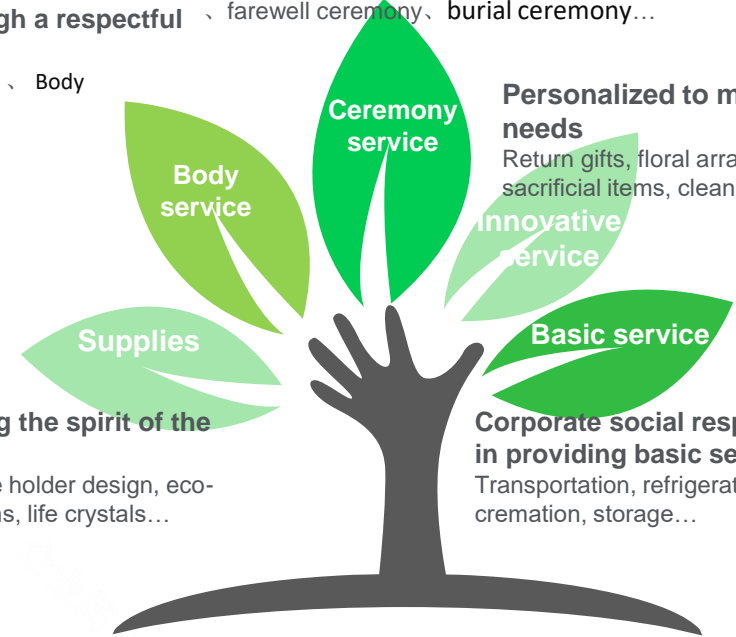 gh a respectful
、farewell ceremony、burial ceremony…
、Body
Ceremony
service
Personalized to m
needs
Return gifts, floral arra
sacrificial items, clean
Body
service
Innovative
service
Supplies
Basic service
g the spirit of the
e holder design, eco-
ns, life crystals…
Corporate social resp
in providing basic se
Transportation, refrigerat
cremation, storage…